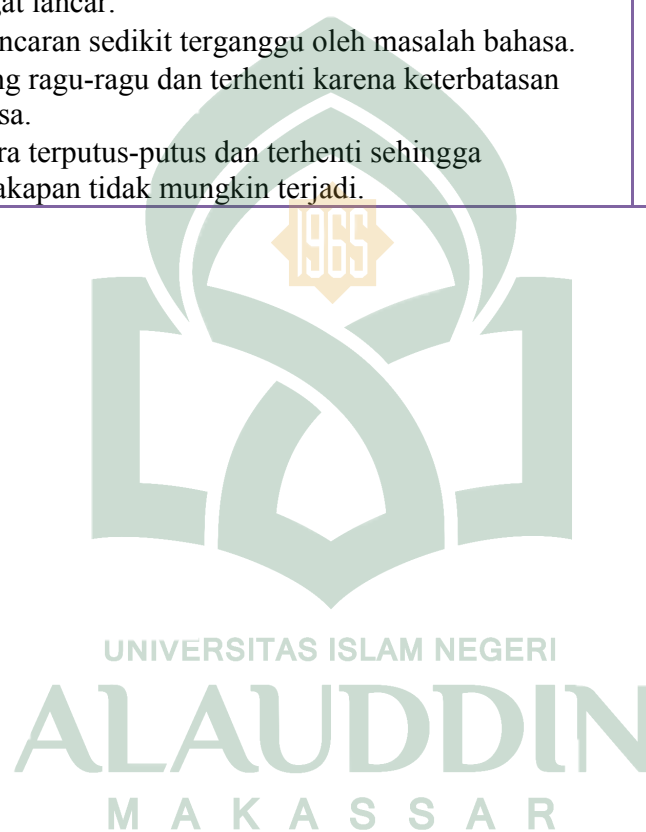 gat lancar.
ncaran sedikit terganggu oleh masalah bahasa.
ng ragu-ragu dan terhenti karena keterbatasan
sa.
ra terputus-putus dan terhenti sehingga
akapan tidak mungkin terjadi.
1965
UNIVERSITAS ISLAM NEGERI
ALAUDDIN
MAKASSAR